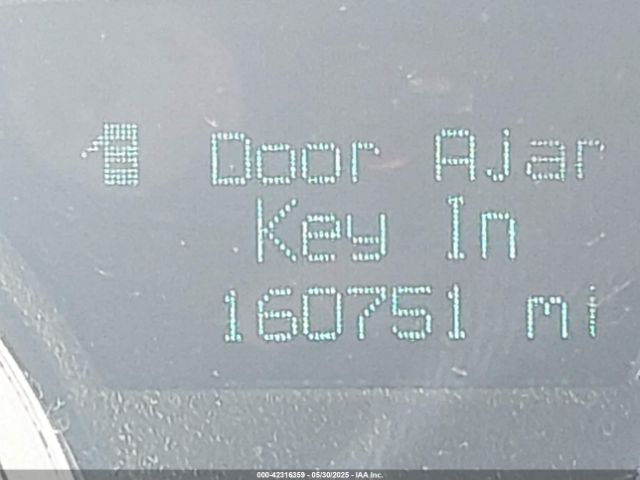 Door Ajar
Key In
160751 mi
000-42316359 - 05/30/2025 - IAA Inc.